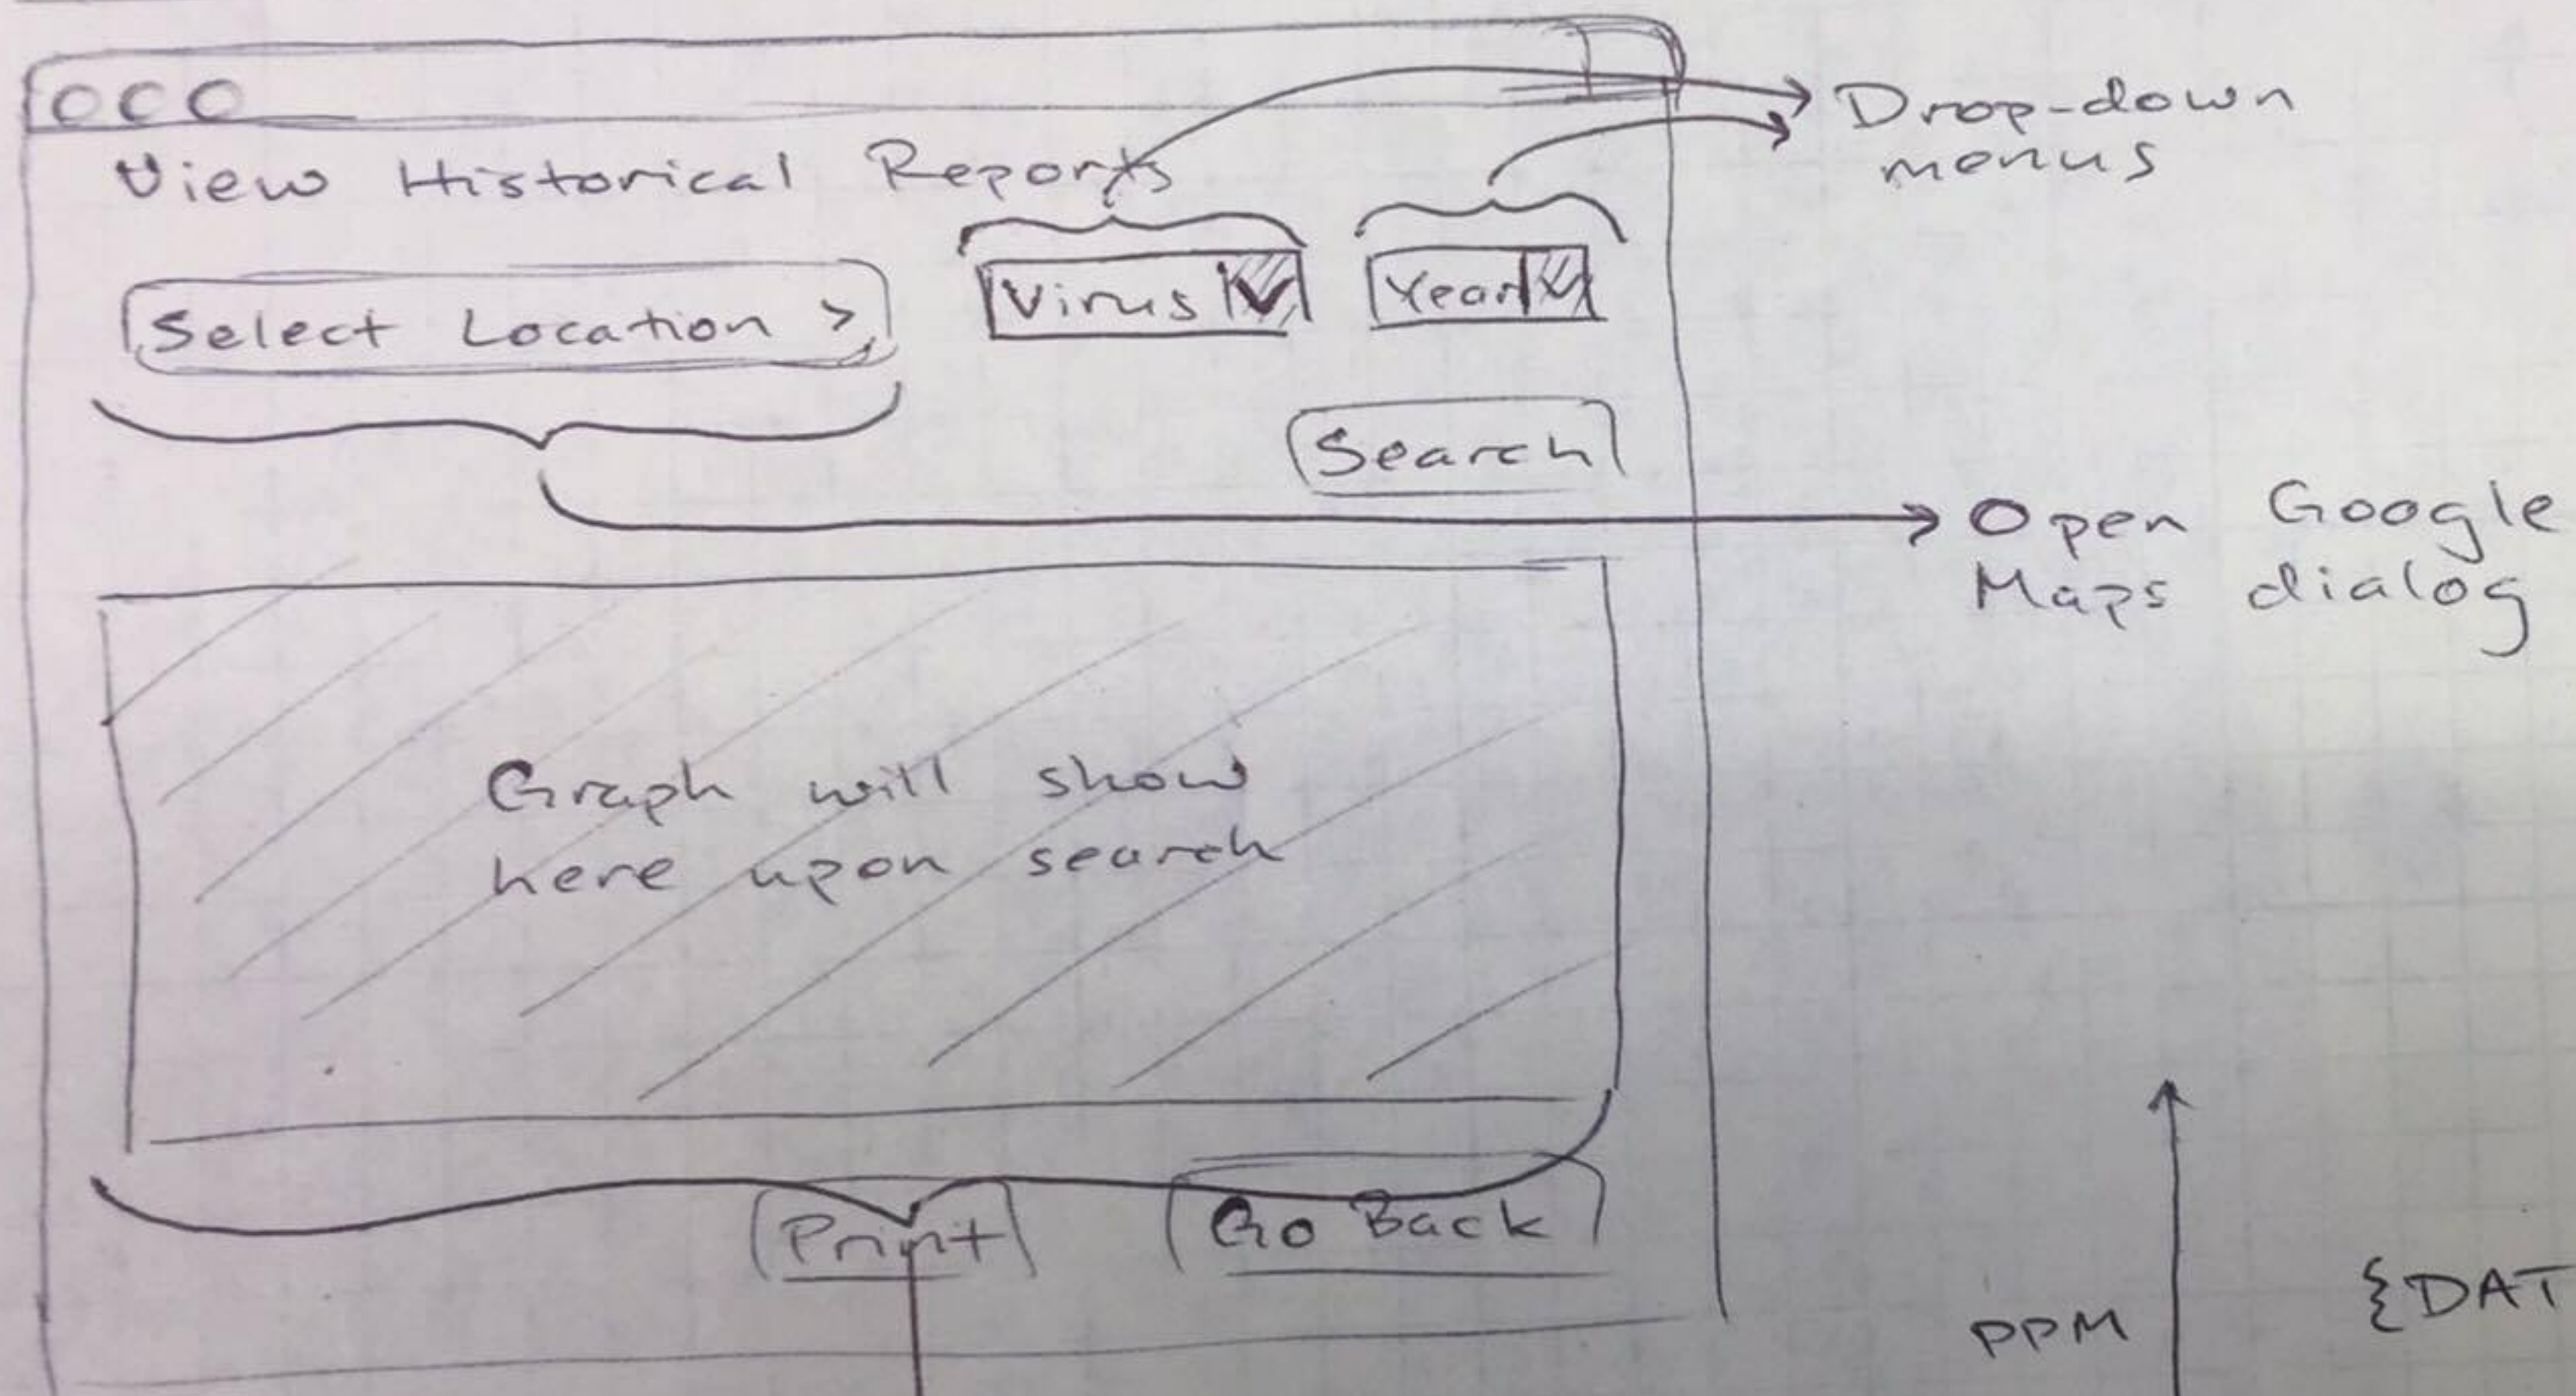 View Historical Reports
Drop-down
menus
Select Location >
Virus
Year
Search
Open Google
Maps dialog
Graph will show
here upon search
Print
Go Back
PPM
{DAT